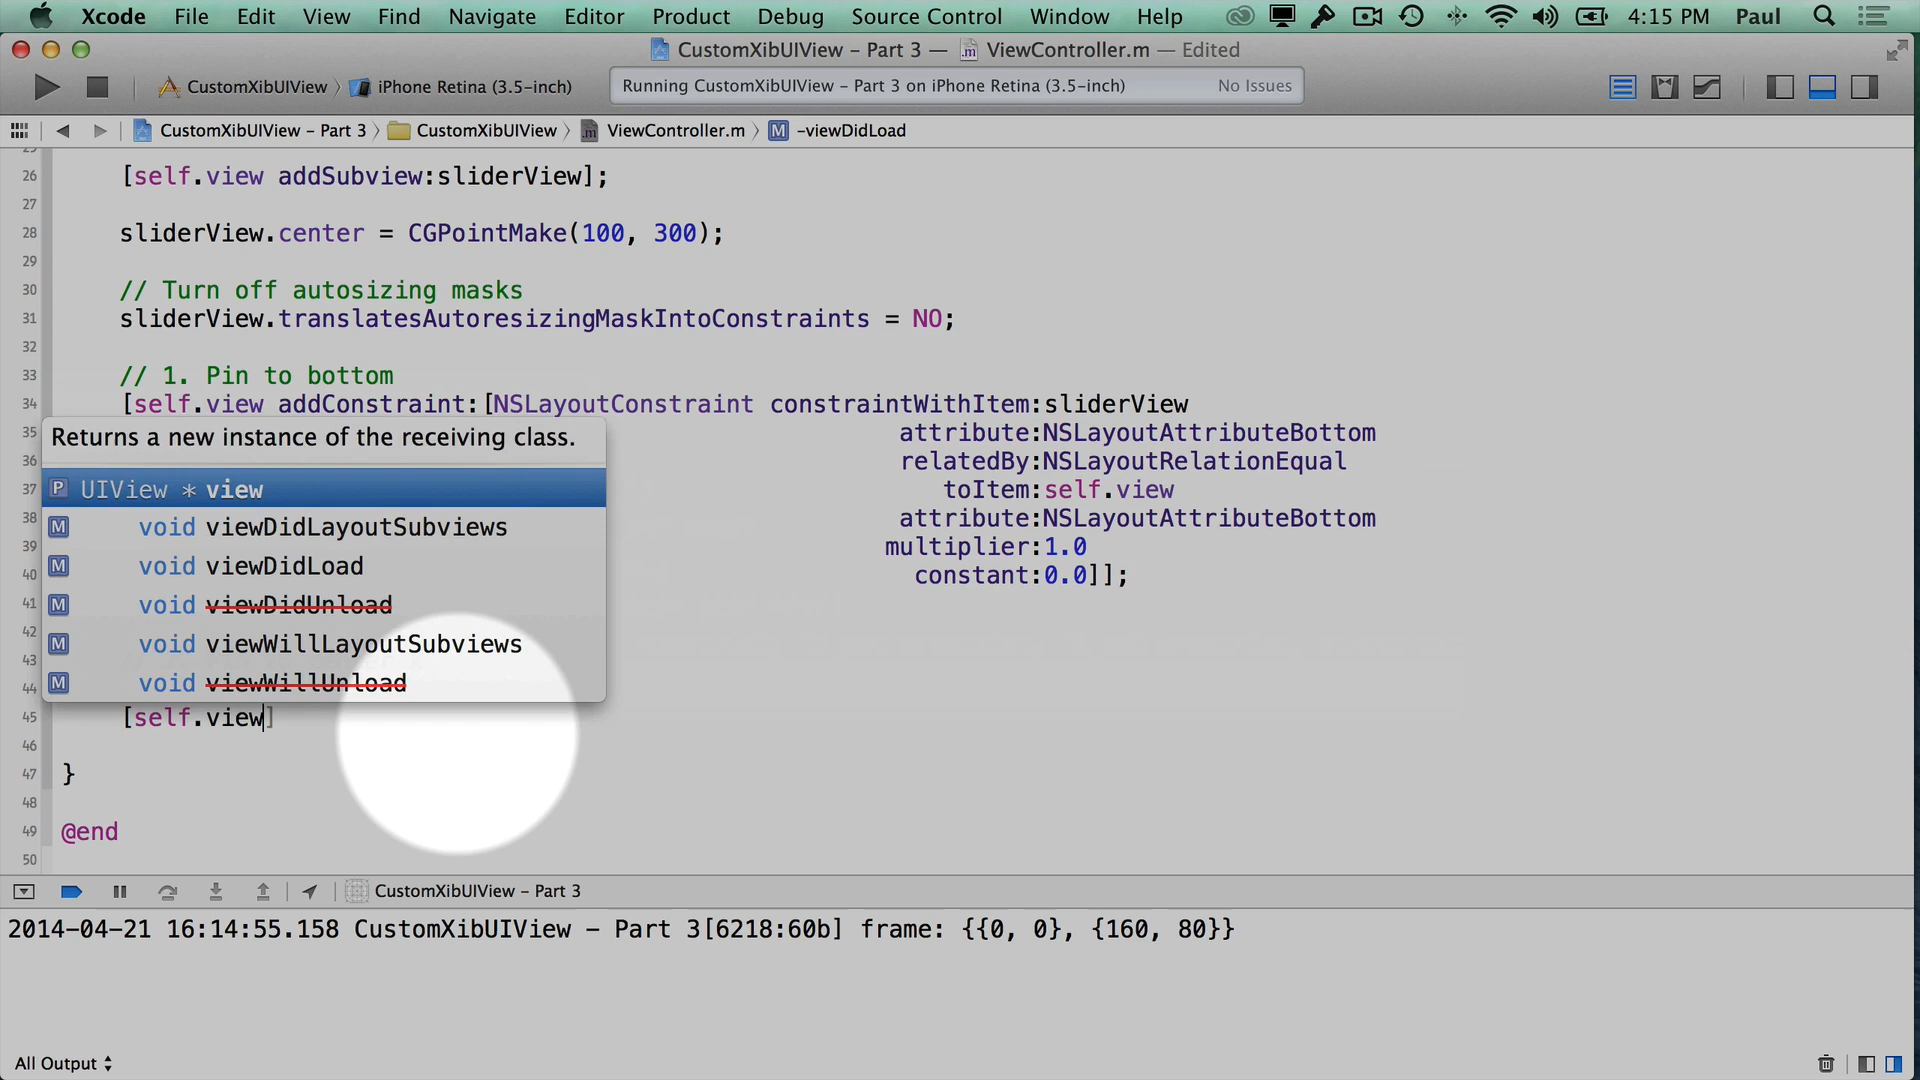 Xcode File Edit View Find Navigate Editor Product Debug Source Control Window Help 4:15 PM Paul
CustomXibUIView – Part 3 — ViewController.m — Edited
CustomXibUIView 〉 iPhone Retina (3.5-inch)
Running CustomXibUIView – Part 3 on iPhone Retina (3.5-inch) No Issues
CustomXibUIView – Part 3 〉 CustomXibUIView 〉 ViewController.m 〉 M -viewDidLoad
25
26 [self.view addSubview:sliderView];
27
28 sliderView.center = CGPointMake(100, 300);
29
30 // Turn off autosizing masks
31 sliderView.translatesAutoresizingMaskIntoConstraints = NO;
32
33 // 1. Pin to bottom
34 [self.view addConstraint:[NSLayoutConstraint constraintWithItem:sliderView
35 attribute:NSLayoutAttributeBottom
36 relatedBy:NSLayoutRelationEqual
37 toItem:self.view
38 attribute:NSLayoutAttributeBottom
39 multiplier:1.0
40 constant:0.0]];
41
42
43
44
Returns a new instance of the receiving class.
P UIView * view
M void viewDidLayoutSubviews
M void viewDidLoad
M void viewDidUnload
M void viewWillLayoutSubviews
M void viewWillUnload
45 [self.view]
46
47 }
48
49 @end
50
CustomXibUIView – Part 3
2014-04-21 16:14:55.158 CustomXibUIView – Part 3[6218:60b] frame: {{0, 0}, {160, 80}}
All Output